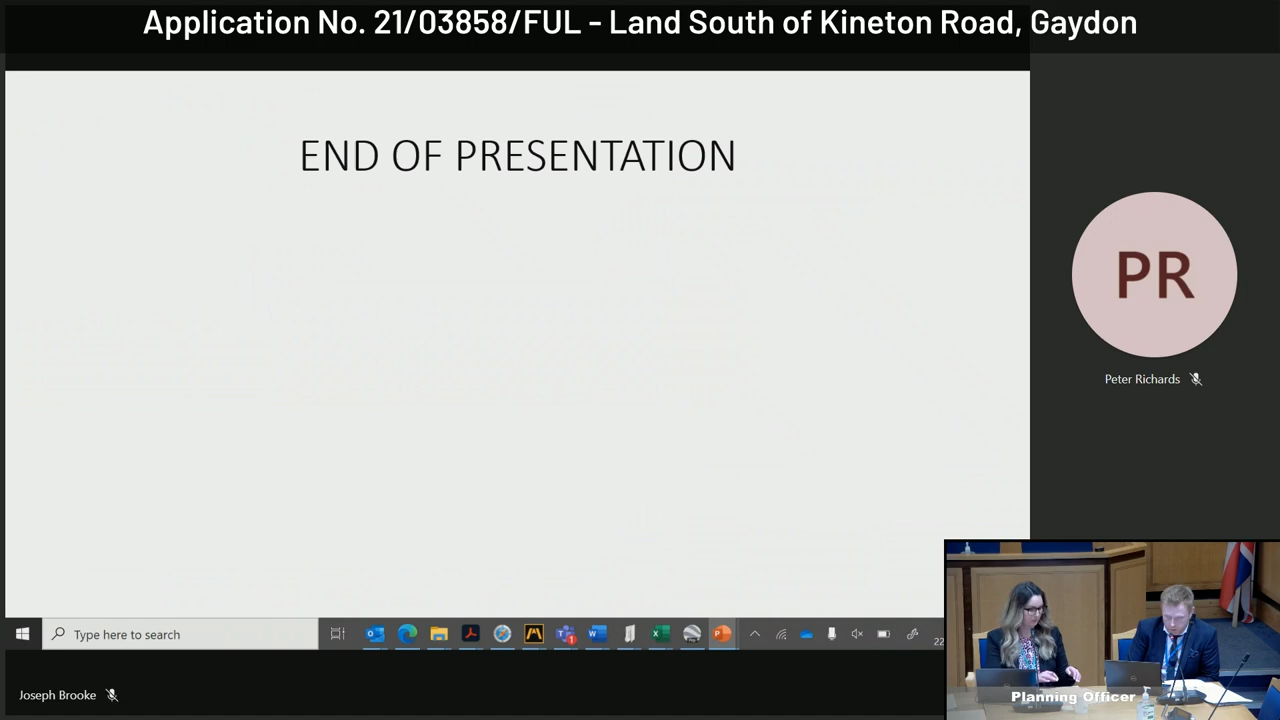 Application No. 21/03858/FUL - Land South of Kineton Road, Gaydon
END OF PRESENTATION
PR
Peter Richards
Type here to search
22
Planning Officer
Joseph Brooke